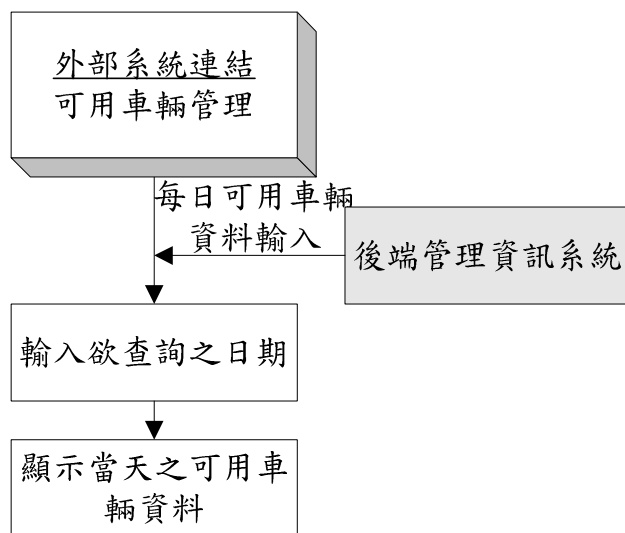 外部系統連結
可用車輛管理
每日可用車輛
資料輸入
後端管理資訊系統
輸入欲查詢之日期
顯示當天之可用車
輛資料